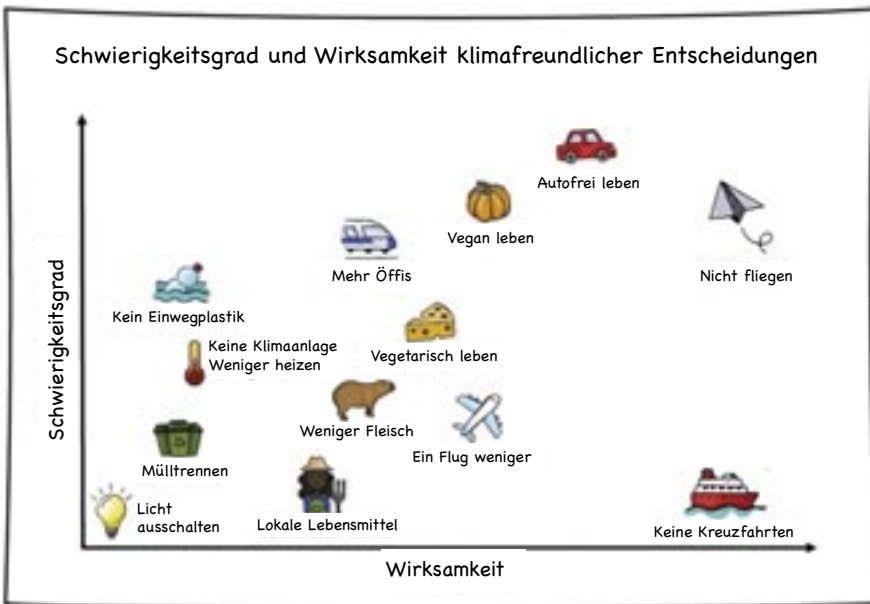 Schwierigkeitsgrad und Wirksamkeit klimafreundlicher Entscheidungen
Autofrei leben
Vegan leben
Mehr Öffis
Nicht fliegen
Kein Einwegplastik
Keine Klimaanlage
Weniger heizen
Vegetarisch leben
Weniger Fleisch
Ein Flug weniger
Mülltrennen
Licht
ausschalten
Lokale Lebensmittel
Keine Kreuzfahrten
Schwierigkeitsgrad
Wirksamkeit